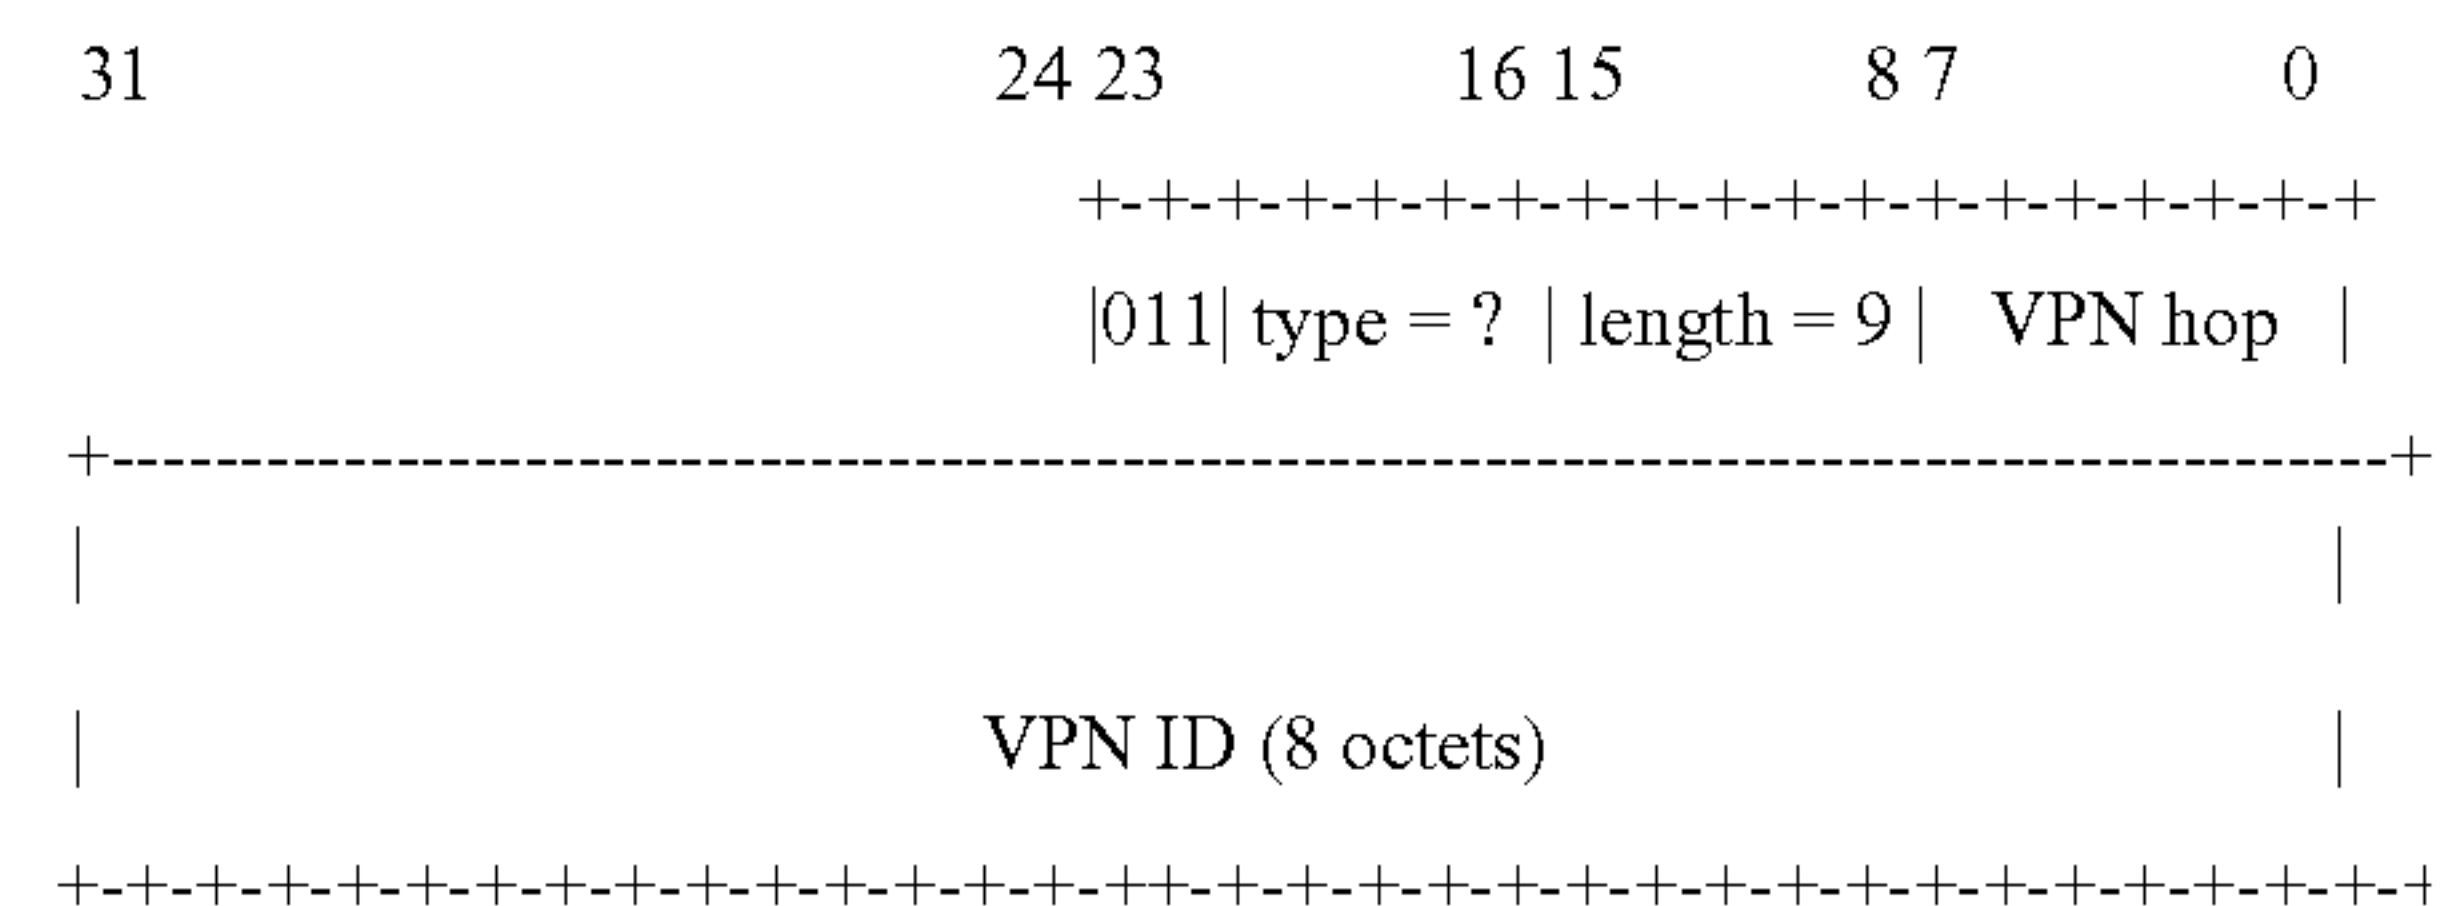 31 24 23 16 15 8 7 0
+-+-+-+-+-+-+-+-+-+-+-+-+-+-+-+-+-+-+
|011| type = ? | length = 9 | VPN hop |
+-----------------------------------------------------------------------------------------+
| |
| VPN ID (8 octets) |
+-+-+-+-+-+-+-+-+-+-+-+-+-+-+-++-+-+-+-+-+-+-+-+-+-+-+-+-+-+-+-+-+-+